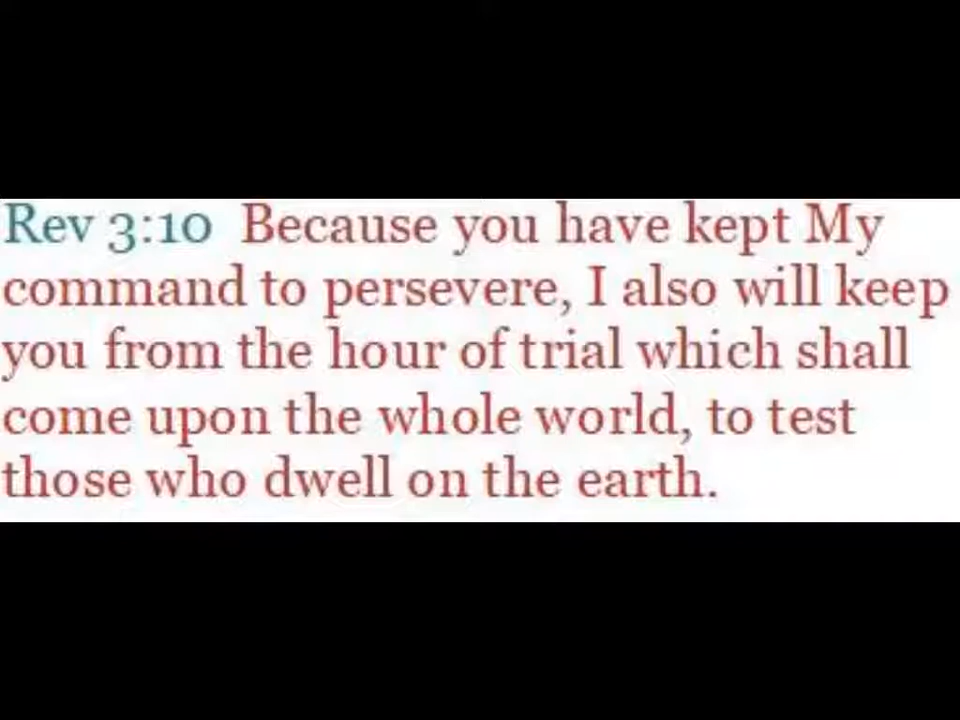 Rev 3:10 Because you have kept My
command to persevere, I also will keep
you from the hour of trial which shall
come upon the whole world, to test
those who dwell on the earth.